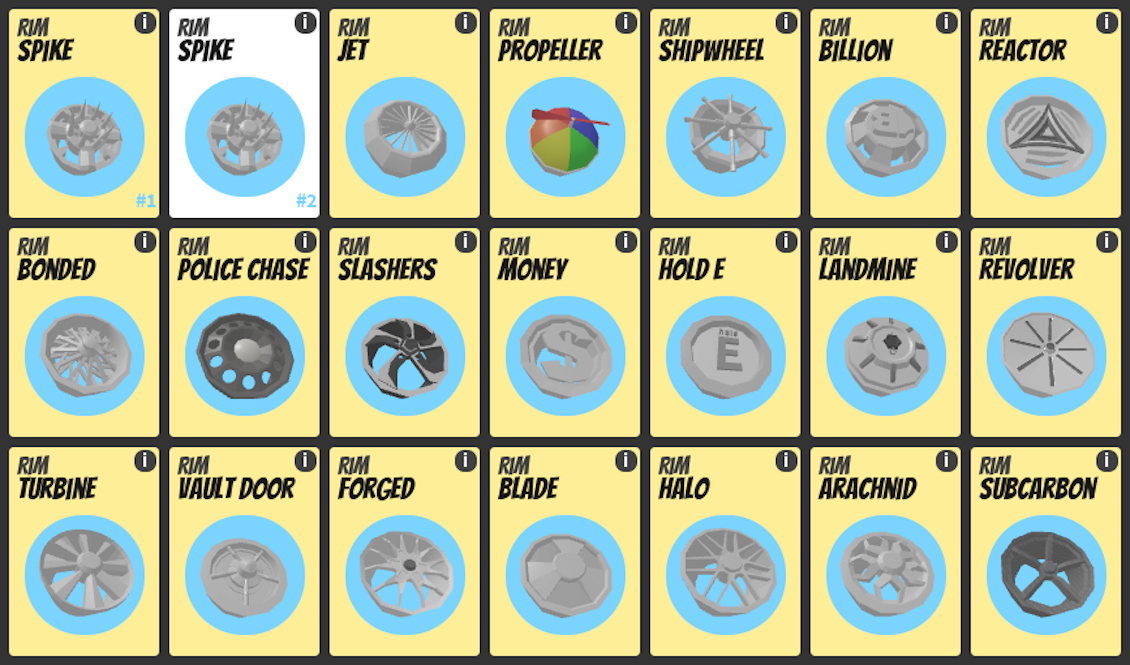 RIM
SPIKE
i
#1
RIM
SPIKE
i
#2
RIM
JET
i
RIM
PROPELLER
i
RIM
SHIPWHEEL
i
RIM
BILLION
i
RIM
REACTOR
i
RIM
BONDED
i
RIM
POLICE CHASE
i
RIM
SLASHERS
i
RIM
MONEY
i
S
RIM
HOLD E
i
Hold
E
RIM
LANDMINE
i
RIM
REVOLVER
i
RIM
TURBINE
i
RIM
VAULT DOOR
i
RIM
FORGED
i
RIM
BLADE
i
RIM
HALO
i
RIM
ARACHNID
i
RIM
SUBCARBON
i